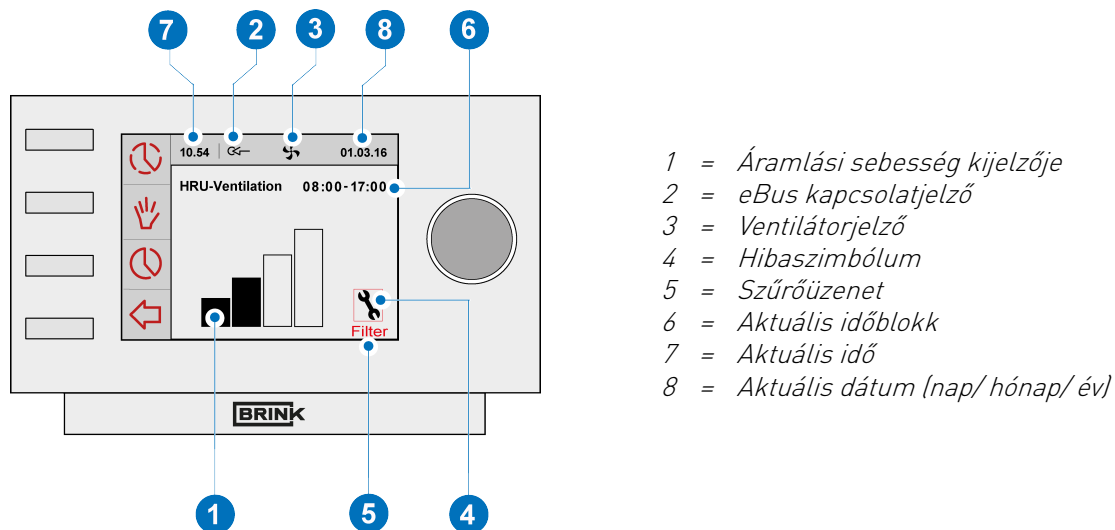 7 2 3 8 6
10.54 01.03.16
HRU-Ventilation 08:00-17:00
Filter
BRINK
1 5 4
1 = Áramlási sebesség kijelzője
2 = eBus kapcsolatjelző
3 = Ventilátorjelző
4 = Hibaszimbólum
5 = Szűrőüzenet
6 = Aktuális időblokk
7 = Aktuális idő
8 = Aktuális dátum (nap/ hónap/ év)